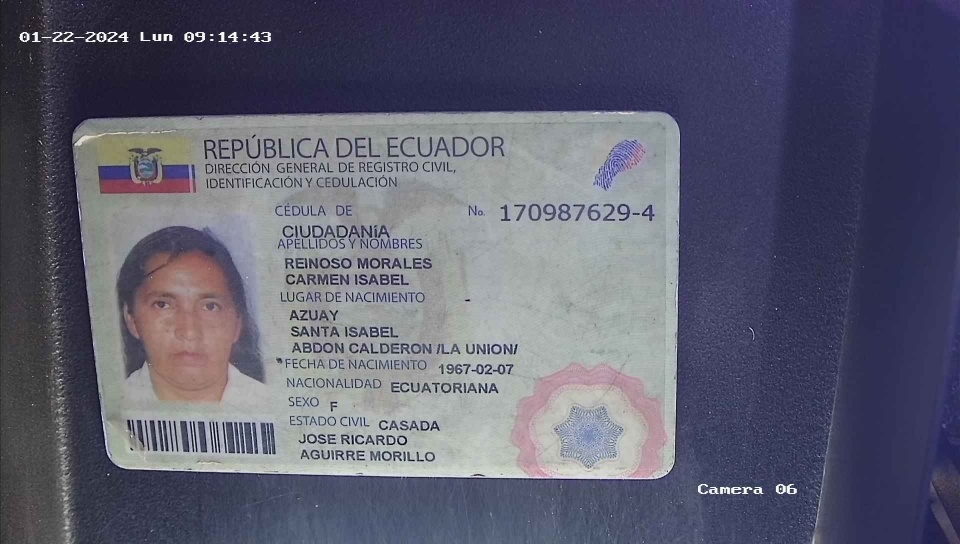 01-22-2024 Lun 09:14:43
REPÚBLICA DEL ECUADOR
DIRECCIÓN GENERAL DE REGISTRO CIVIL,
IDENTIFICACIÓN Y CEDULACIÓN
CÉDULA DE No. 170987629-4
CIUDADANÍA
APELLIDOS Y NOMBRES
REINOSO MORALES
CARMEN ISABEL
LUGAR DE NACIMIENTO -
AZUAY
SANTA ISABEL
ABDON CALDERON /LA UNION/
FECHA DE NACIMIENTO 1967-02-07
NACIONALIDAD ECUATORIANA
SEXO F
ESTADO CIVIL CASADA
JOSE RICARDO
AGUIRRE MORILLO
Camera 06